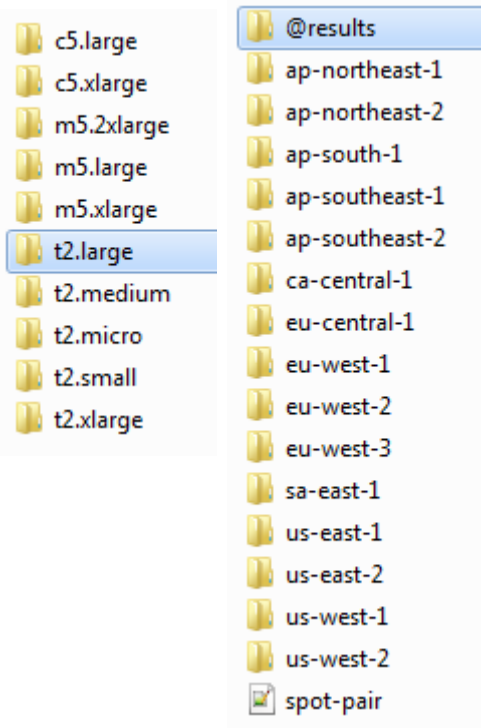 c5.large
c5.xlarge
m5.2xlarge
m5.large
m5.xlarge
t2.large
t2.medium
t2.micro
t2.small
t2.xlarge
@results
ap-northeast-1
ap-northeast-2
ap-south-1
ap-southeast-1
ap-southeast-2
ca-central-1
eu-central-1
eu-west-1
eu-west-2
eu-west-3
sa-east-1
us-east-1
us-east-2
us-west-1
us-west-2
spot-pair